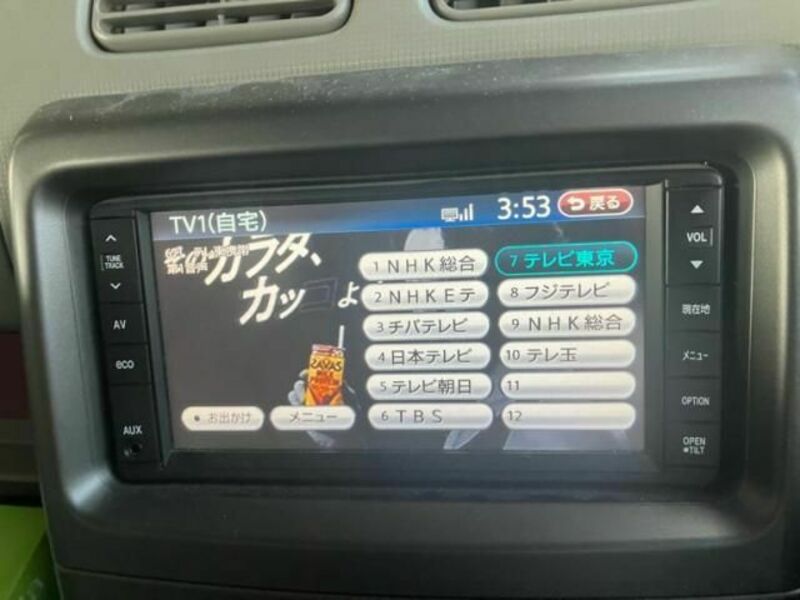 TV1(自宅)
3:53
戻る
カラダ、
カッ
よ
SAVAS
1 NHK総合
2 NHKEテ
3 チバテレビ
4 日本テレビ
5 テレビ朝日
6 TBS
7 テレビ東京
8 フジテレビ
9 NHK総合
10 テレ玉
11
12
お出かけ
メニュー
TUNE
TRACK
AV
eco
AUX
VOL
現在地
メニュー
OPTION
OPEN
TILT